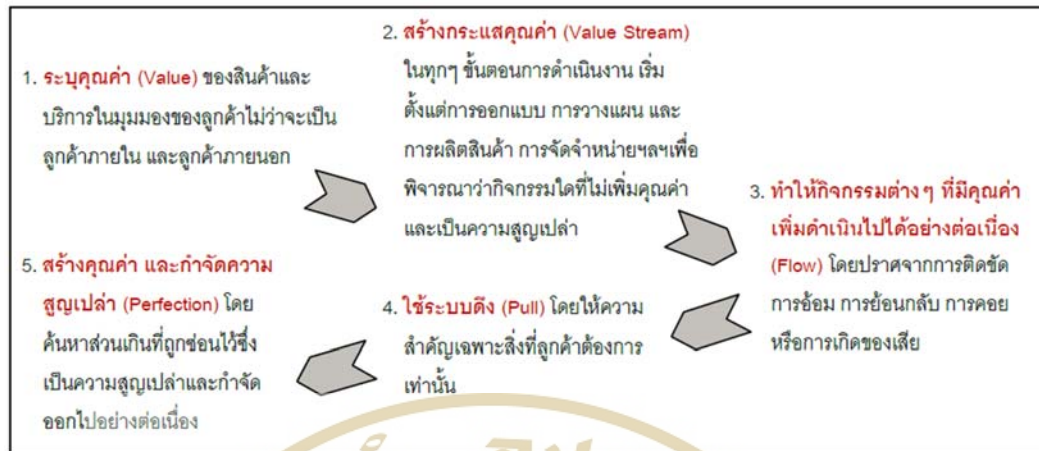 1. ระบุคุณค่า (Value) ของสินค้าและ
บริการในมุมมองของลูกค้าไม่ว่าจะเป็น
ลูกค้าภายใน และลูกค้าภายนอก
2. สร้างกระแสคุณค่า (Value Stream)
ในทุกๆ ขั้นตอนการดำเนินงาน เริ่ม
ตั้งแต่การออกแบบ การวางแผน และ
การผลิตสินค้า การจัดจำหน่ายฯลฯเพื่อ
พิจารณาว่ากิจกรรมใดที่ไม่เพิ่มคุณค่า
และเป็นความสูญเปล่า
3. ทำให้กิจกรรมต่าง ๆ ที่มีคุณค่า
เพิ่มดำเนินไปได้อย่างต่อเนื่อง
(Flow) โดยปราศจากการติดขัด
การอ้อม การย้อนกลับ การคอย
หรือการเกิดของเสีย
4. ใช้ระบบดึง (Pull) โดยให้ความ
สำคัญเฉพาะสิ่งที่ลูกค้าต้องการ
เท่านั้น
5. สร้างคุณค่า และกำจัดความ
สูญเปล่า (Perfection) โดย
ค้นหาส่วนเกินที่ถูกซ่อนไว้ซึ่ง
เป็นความสูญเปล่าและกำจัด
ออกไปอย่างต่อเนื่อง